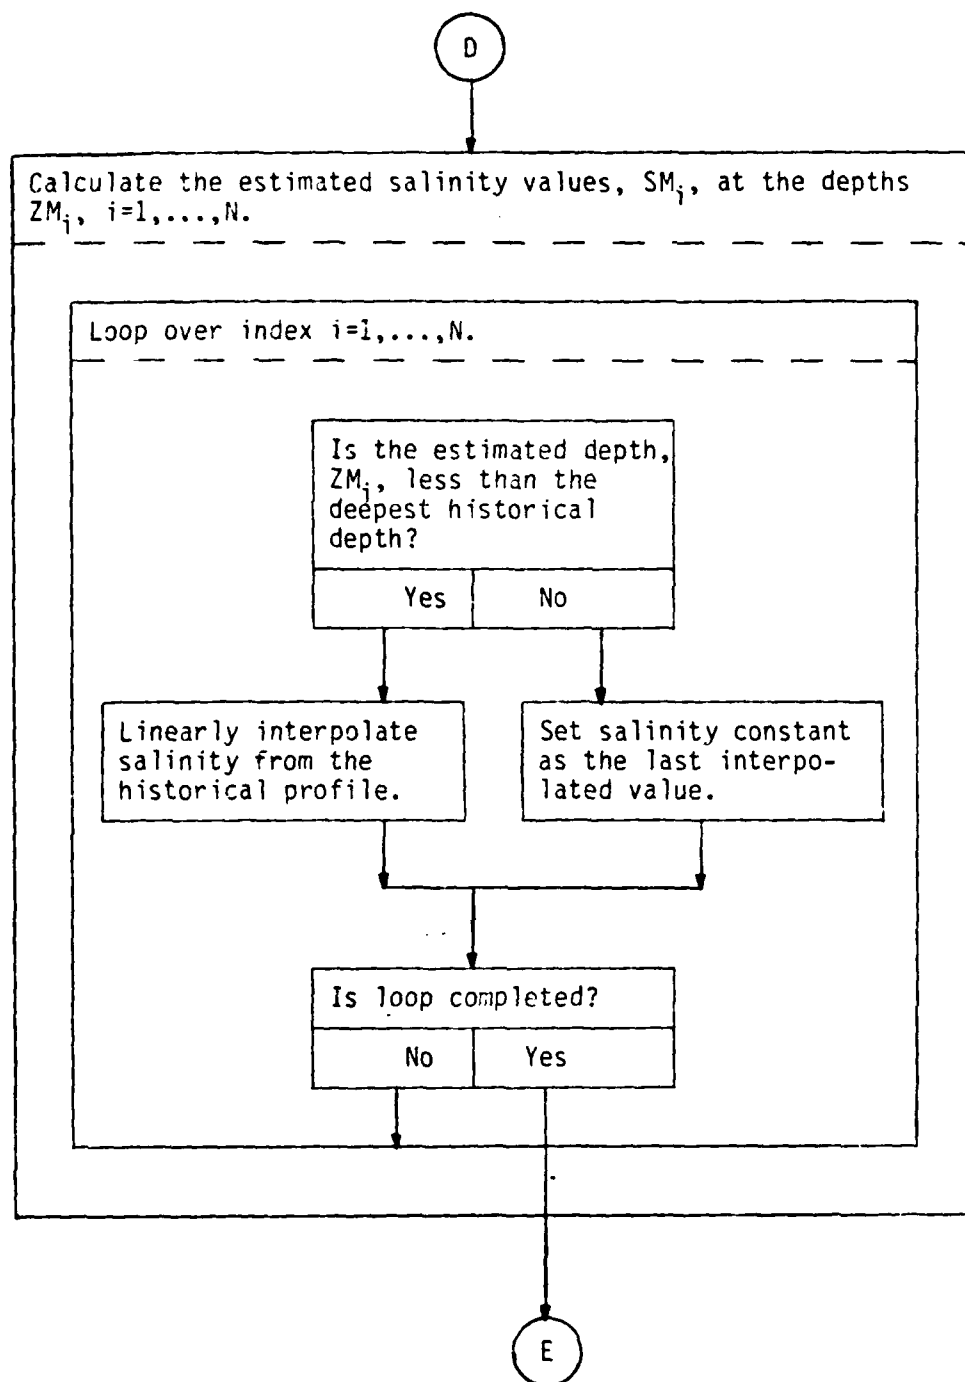 D
Calculate the estimated salinity values, SMᵢ, at the depths
ZMᵢ, i=1,...,N.
Loop over index i=1,...,N.
Is the estimated depth,
ZMᵢ, less than the
deepest historical
depth?
Yes No
Linearly interpolate
salinity from the
historical profile.
Set salinity constant
as the last interpo-
lated value.
Is loop completed?
No Yes
E